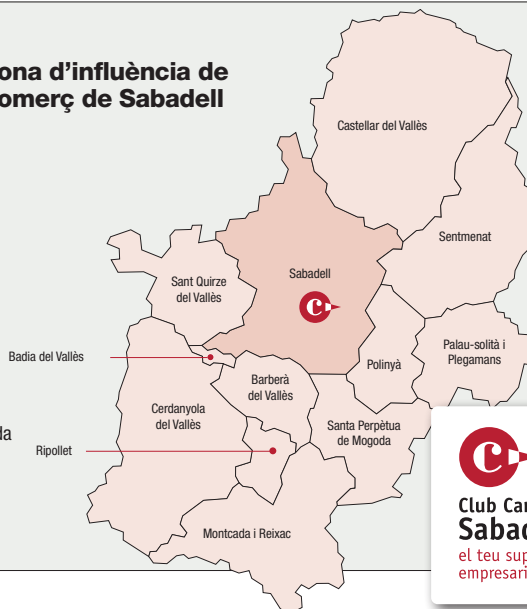 ona d'influència de
omerç de Sabadell
Castellar del Vallès
Sentmenat
Sabadell
Sant Quirze
del Vallès
Palau-solità i
Plegamans
Badia del Vallès
Polinyà
Barberà
del Vallès
Cerdanyola
del Vallès
Santa Perpètua
de Mogoda
da
Ripollet
Montcada i Reixac
Club Ca
Sabad
el teu sup
empresari